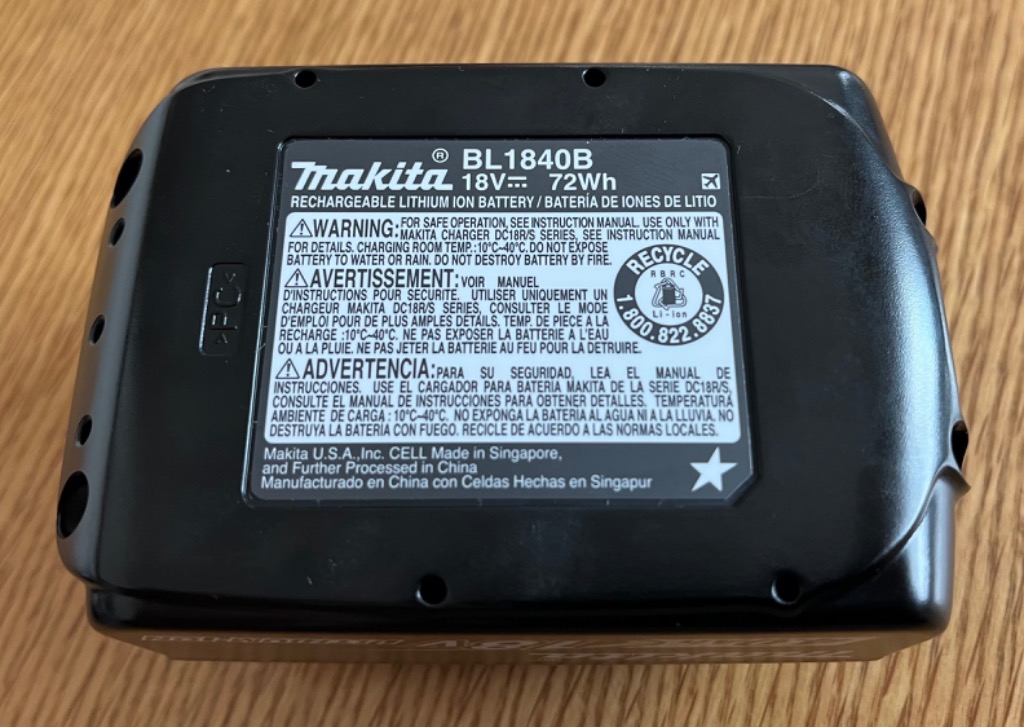 makita® BL1840B
18V⎓ 72Wh
RECHARGEABLE LITHIUM ION BATTERY / BATERÍA DE IONES DE LITIO
⚠WARNING: FOR SAFE OPERATION, SEE INSTRUCTION MANUAL. USE ONLY WITH
MAKITA CHARGER DC18R/S SERIES, SEE INSTRUCTION MANUAL
FOR DETAILS. CHARGING ROOM TEMP.:10°C–40°C. DO NOT EXPOSE
BATTERY TO WATER OR RAIN. DO NOT DESTROY BATTERY BY FIRE.
RECYCLE
RBRC
Li-ion
1.800.822.8837
⚠AVERTISSEMENT: VOIR MANUEL
D'INSTRUCTIONS POUR SECURITE. UTILISER UNIQUEMENT UN
CHARGEUR MAKITA DC18R/S SERIES, CONSULTER LE MODE
D'EMPLOI POUR DE PLUS AMPLES DETAILS. TEMP. DE PIECE A LA
RECHARGE :10°C–40°C. NE PAS EXPOSER LA BATTERIE A L'EAU
OU A LA PLUIE. NE PAS JETER LA BATTERIE AU FEU POUR LA DETRUIRE.
⚠ADVERTENCIA: PARA SU SEGURIDAD, LEA EL MANUAL DE
INSTRUCCIONES. USE EL CARGADOR PARA BATERÍA MAKITA DE LA SERIE DC18R/S,
CONSULTE EL MANUAL DE INSTRUCCIONES PARA OBTENER DETALLES. TEMPERATURA
AMBIENTE DE CARGA : 10°C–40°C. NO EXPONGA LA BATERÍA AL AGUA NI A LA LLUVIA. NO
DESTRUYA LA BATERÍA CON FUEGO. RECICLE DE ACUERDO A LAS NORMAS LOCALES.
Makita U.S.A.,Inc. CELL Made in Singapore,
and Further Processed in China
Manufacturado en China con Celdas Hechas en Singapur
>PC<